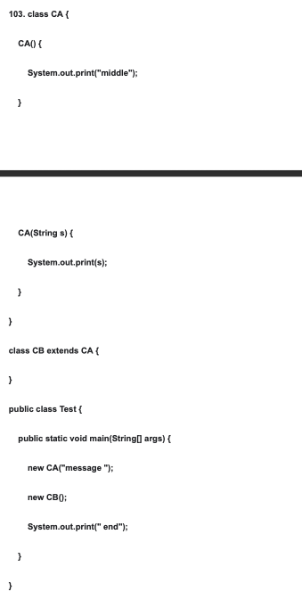 103. class CA {
CA() {
System.out.print("middle");
}
CA(String s) {
System.out.print(s);
}
}
class CB extends CA {
}
public class Test {
public static void main(String[] args) {
new CA("message ");
new CB();
System.out.print(" end");
}
}